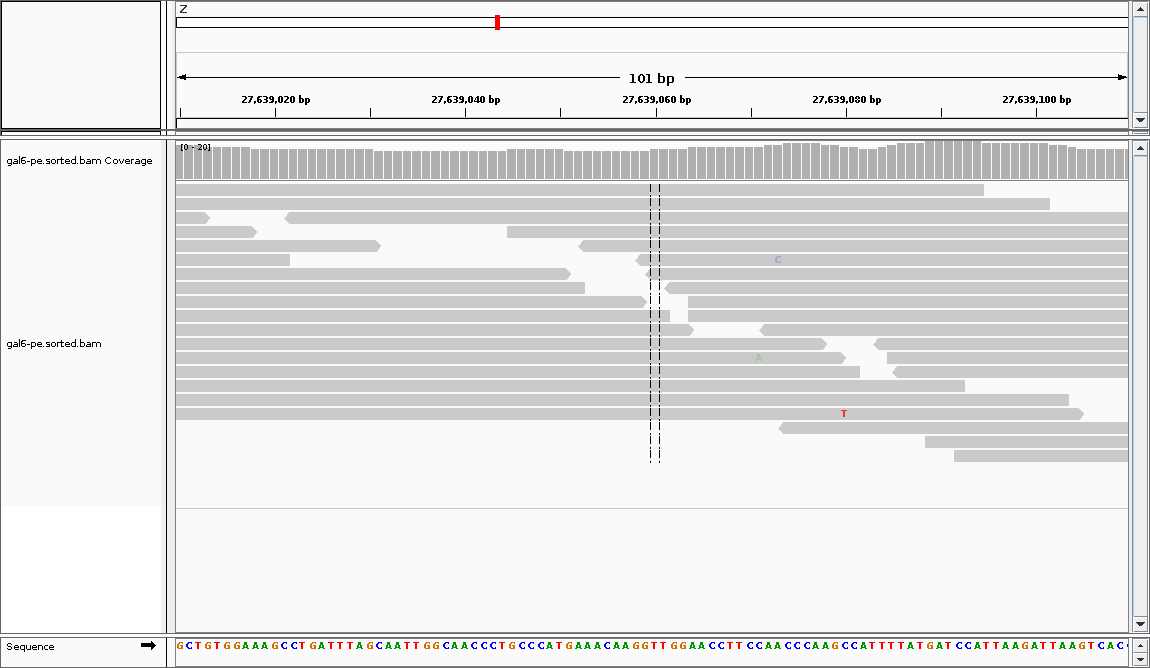 Z
101 bp
27,639,020 bp 27,639,040 bp 27,639,060 bp 27,639,080 bp 27,639,100 bp
gal6-pe.sorted.bam Coverage
[0 - 20]
C
gal6-pe.sorted.bam
A
T
Sequence
GCTGTGGAAAGCCTGATTTAGCAATTGGCAACCCTGCCCATGAAACAAGGTTGGAACCTTCCAACCCAAGCCATTTTATGATCCATTAAGATTAAGTCAC